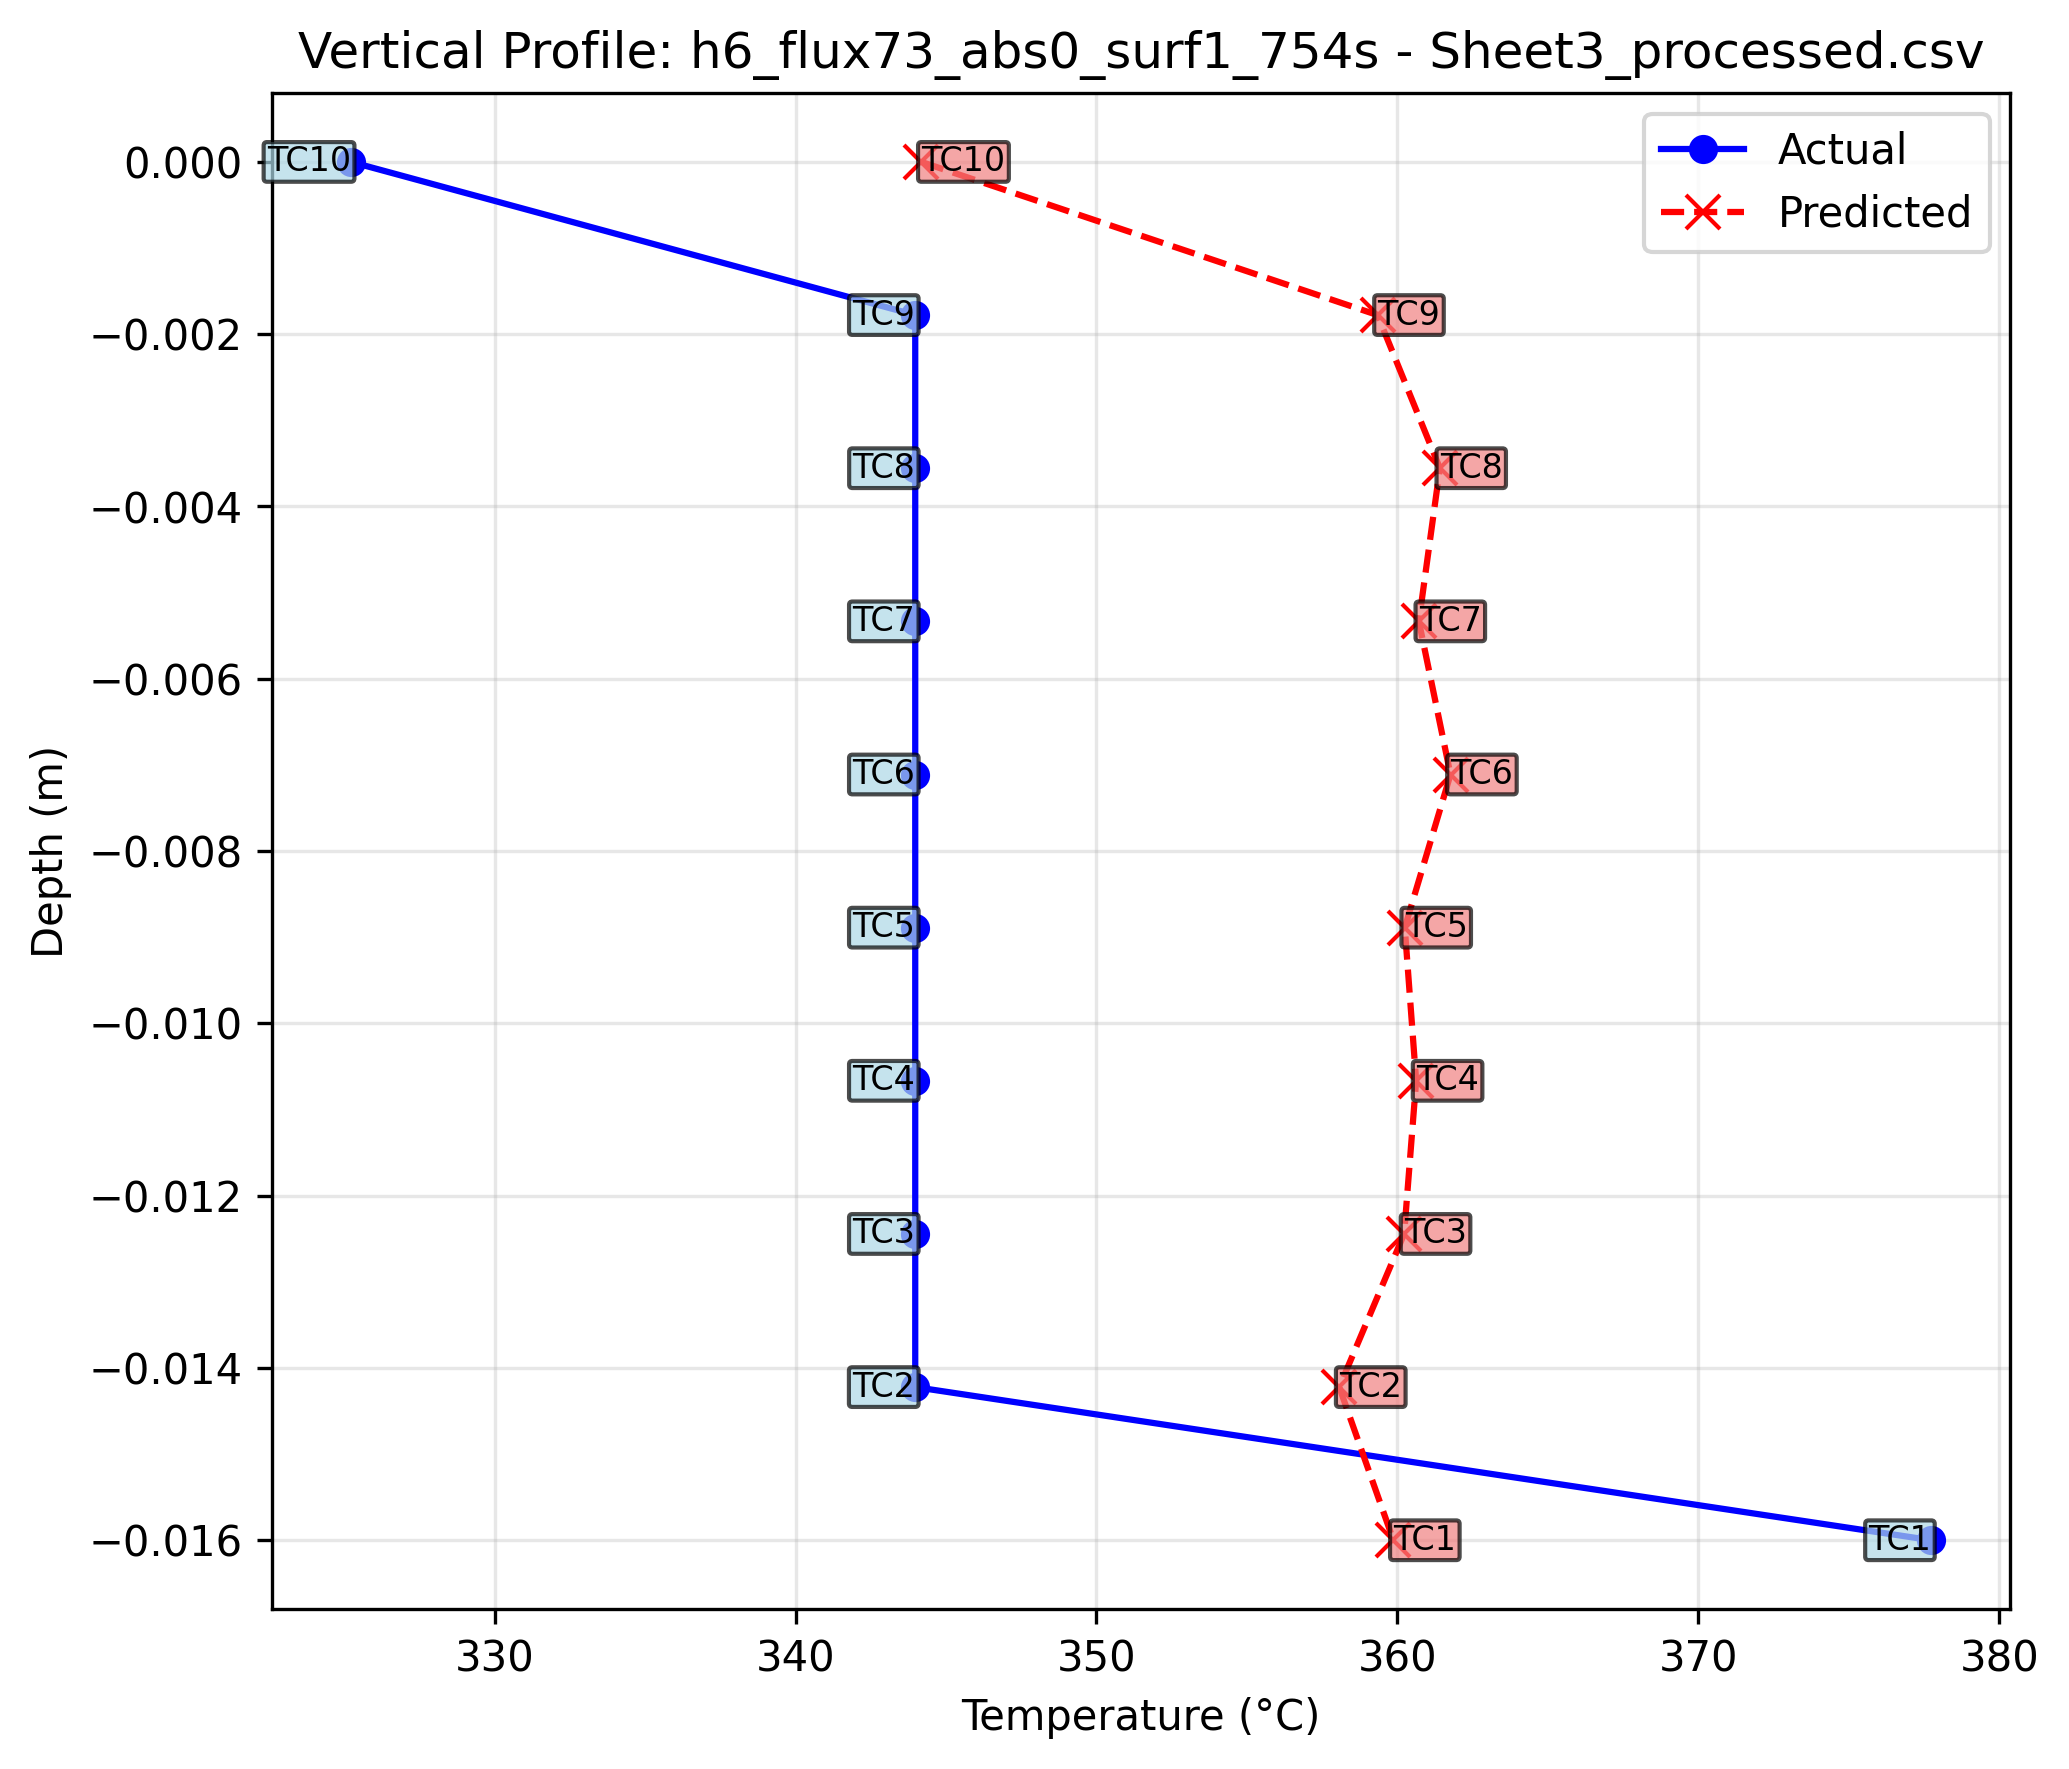 Vertical Profile: h6_flux73_abs0_surf1_754s - Sheet3_processed.csv
Actual
Predicted
0.000
−0.002
−0.004
−0.006
−0.008
−0.010
−0.012
−0.014
−0.016
Depth (m)
TC10
TC10
TC9
TC9
TC8
TC8
TC7
TC7
TC6
TC6
TC5
TC5
TC4
TC4
TC3
TC3
TC2
TC2
TC1
TC1
330
340
350
360
370
380
Temperature (°C)